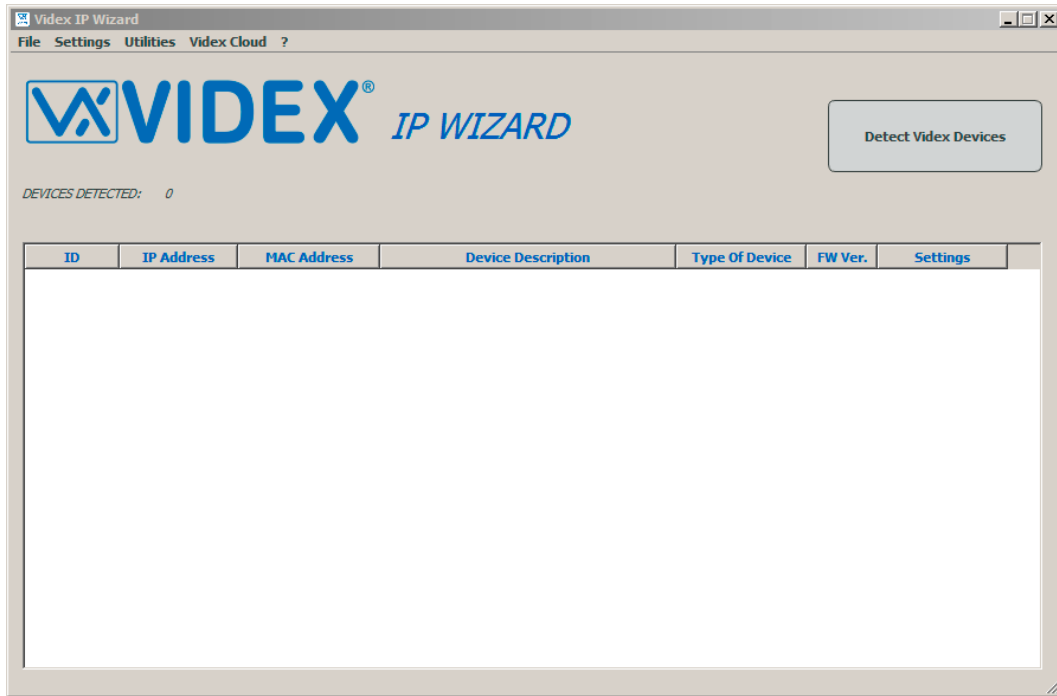 Videx IP Wizard
File Settings Utilities Videx Cloud ?
VIDEX® IP WIZARD
Detect Videx Devices
DEVICES DETECTED: 0
ID IP Address MAC Address Device Description Type Of Device FW Ver. Settings